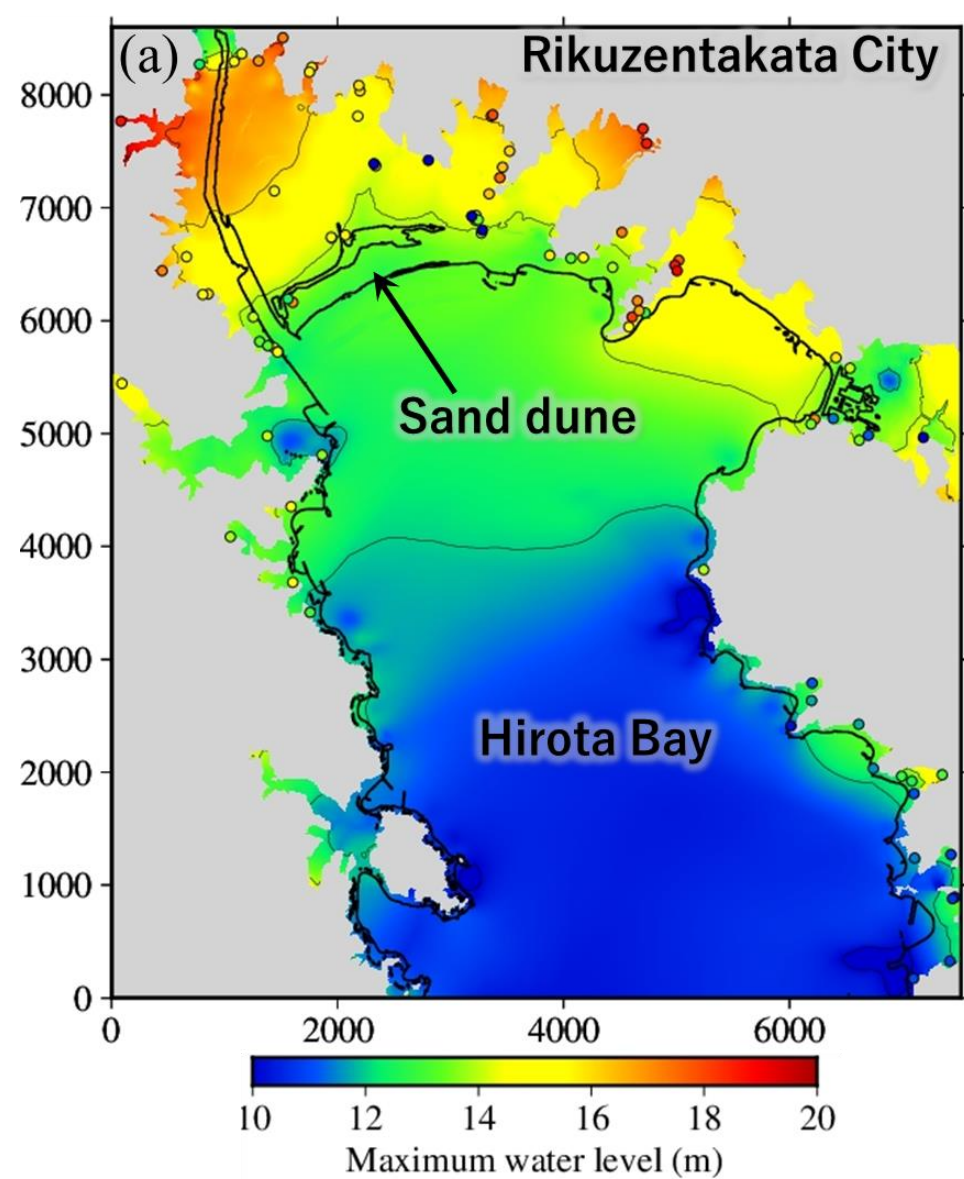 (a)
Rikuzentakata City
8000
7000
6000
5000
4000
3000
2000
1000
0
Sand dune
Hirota Bay
0 2000 4000 6000
10 12 14 16 18 20
Maximum water level (m)